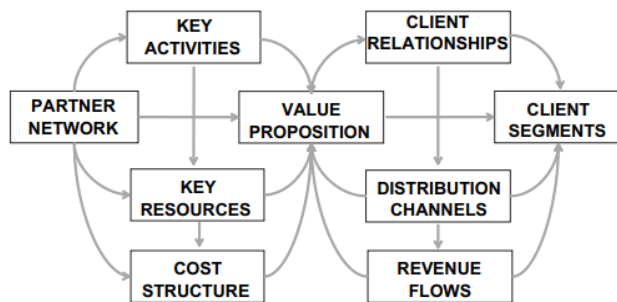 KEY
ACTIVITIES
CLIENT
RELATIONSHIPS
PARTNER
NETWORK
VALUE
PROPOSITION
CLIENT
SEGMENTS
KEY
RESOURCES
DISTRIBUTION
CHANNELS
COST
STRUCTURE
REVENUE
FLOWS